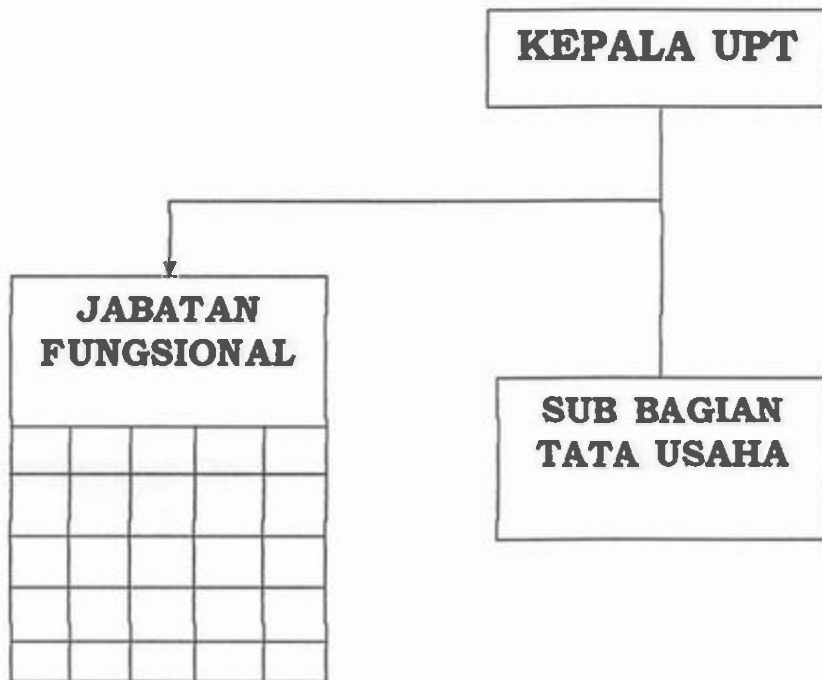 KEPALA UPT
JABATAN
FUNGSIONAL
SUB BAGIAN
TATA USAHA